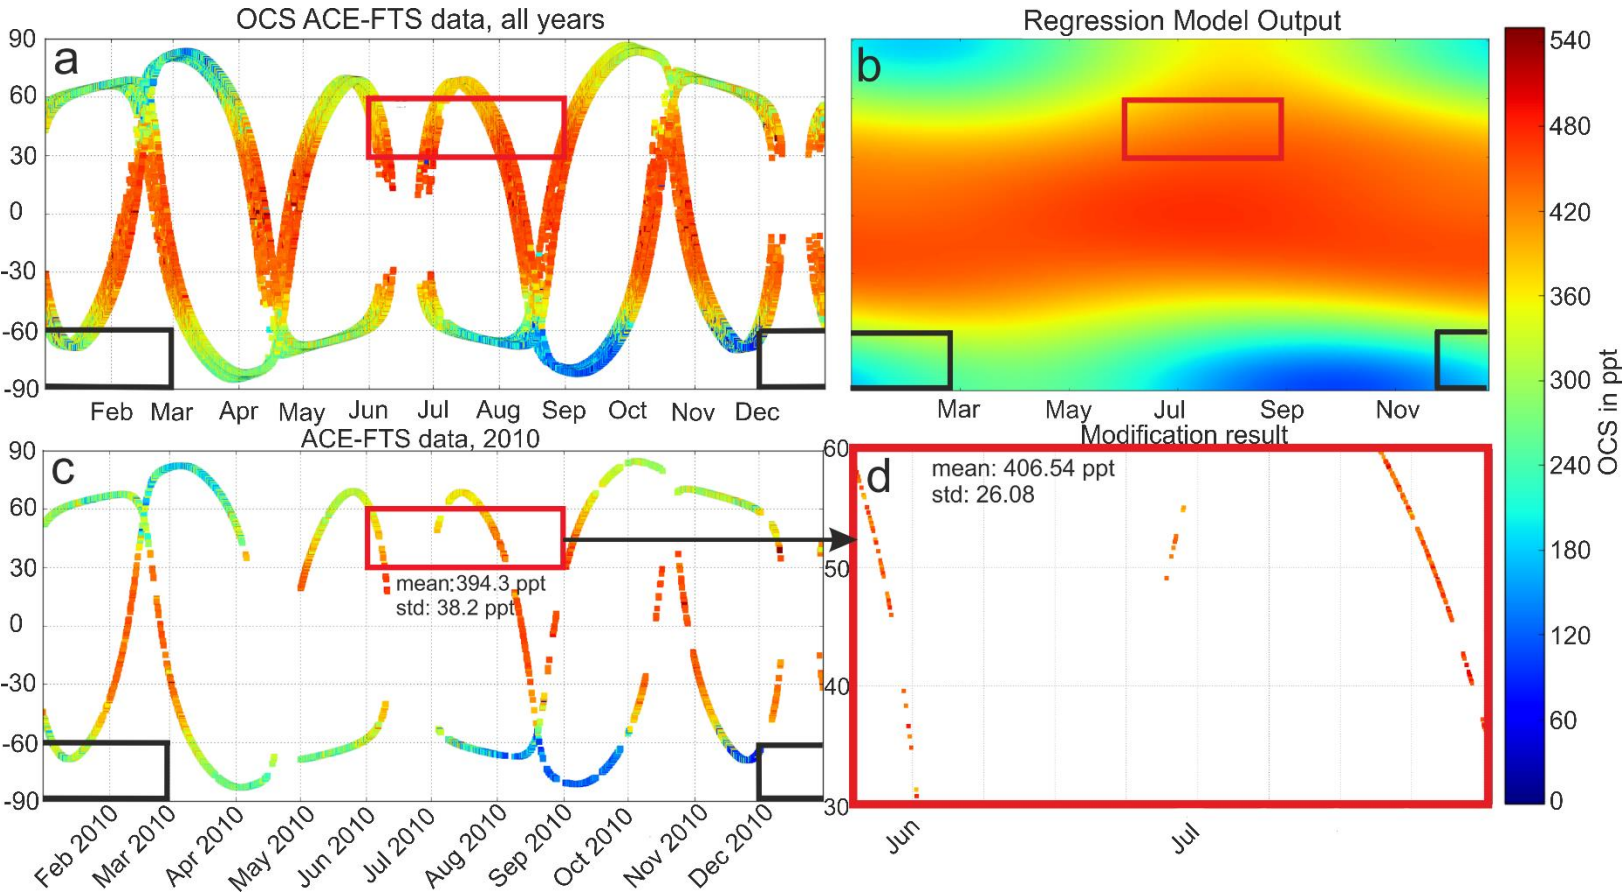 OCS ACE-FTS data, all years
a
90
60
30
0
-30
-60
-90
Feb Mar Apr May Jun Jul Aug Sep Oct Nov Dec
Regression Model Output
b
Mar May Jul Sep Nov
ACE-FTS data, 2010
c
90
60
30
0
-30
-60
-90
mean: 394.3 ppt
std: 38.2 ppt
Feb 2010 Mar 2010 Apr 2010 May 2010 Jun 2010 Jul 2010 Aug 2010 Sep 2010 Oct 2010 Nov 2010 Dec 2010
Modification result
d
mean: 406.54 ppt
std: 26.08
60
50
40
30
Jun Jul
540
480
420
360
300
240
180
120
60
0
OCS in ppt